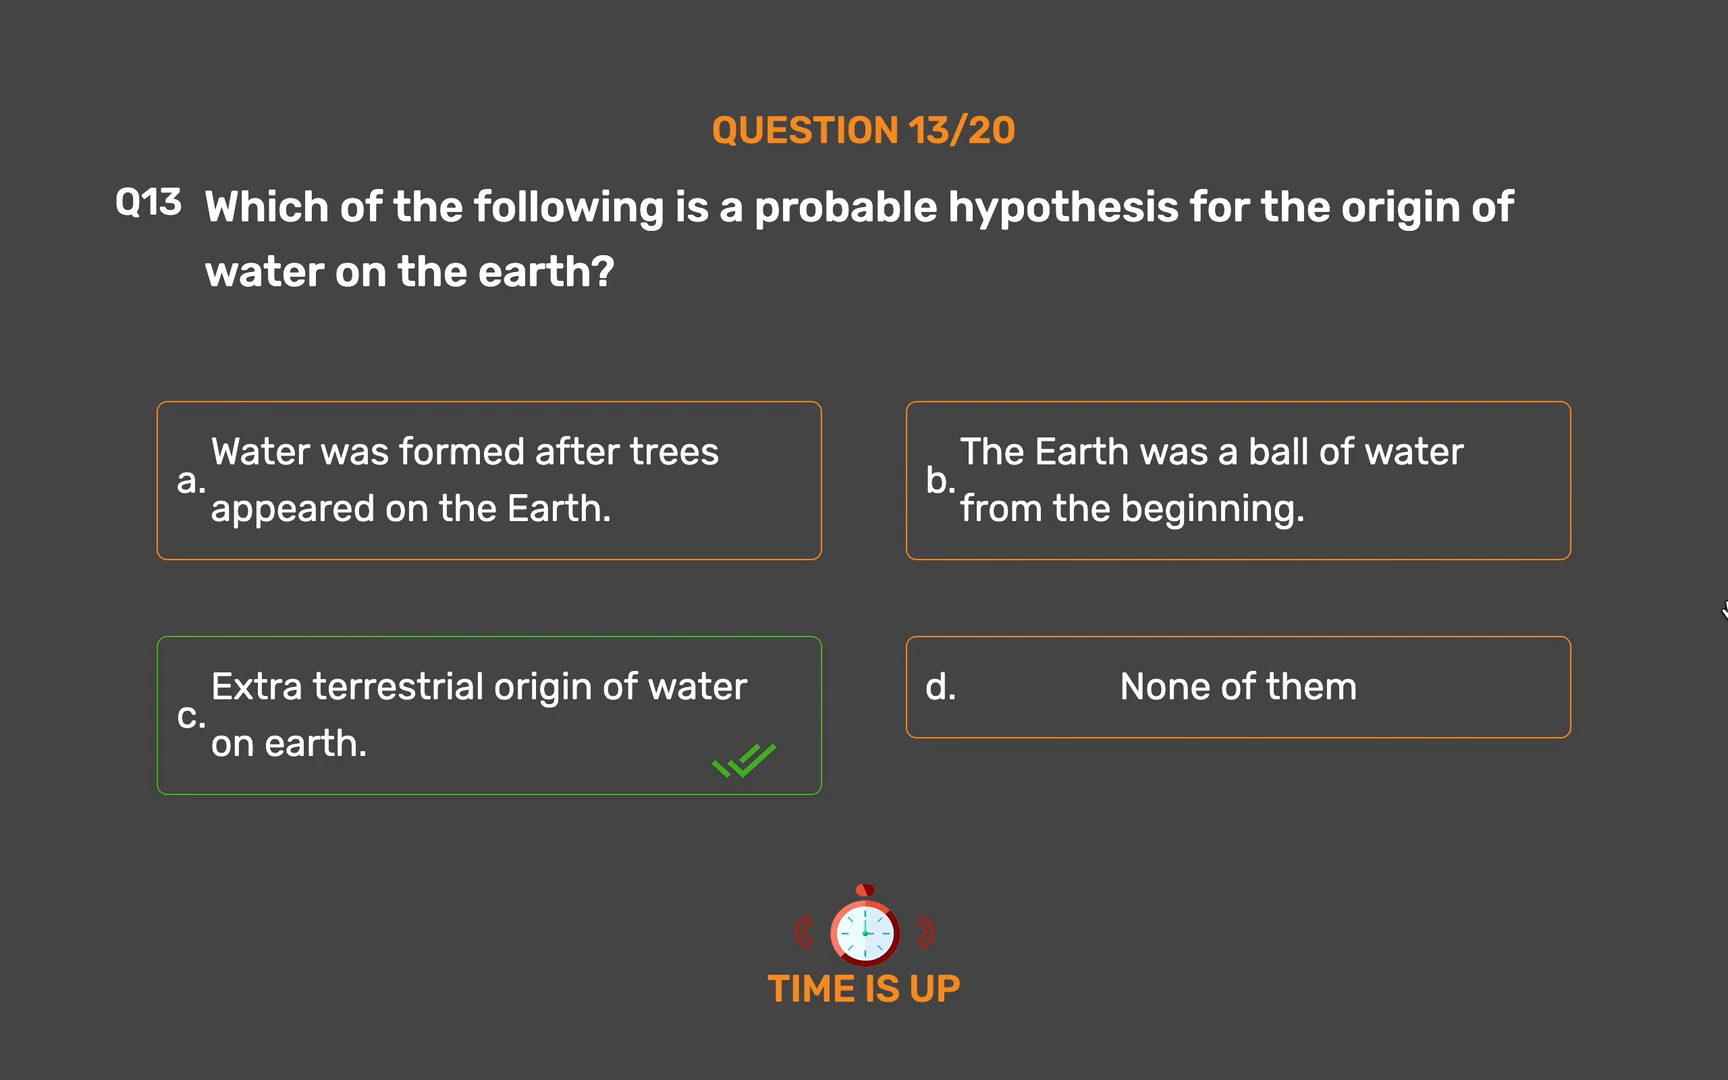 QUESTION 13/20
Q13 Which of the following is a probable hypothesis for the origin of
water on the earth?
a. Water was formed after trees
appeared on the Earth.
b. The Earth was a ball of water
from the beginning.
c. Extra terrestrial origin of water
on earth.
d. None of them
TIME IS UP